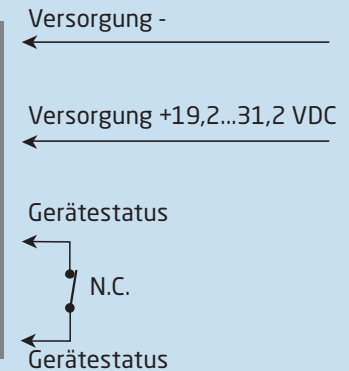 Versorgung -
Versorgung +19,2...31,2 VDC
Gerätestatus
N.C.
Gerätestatus